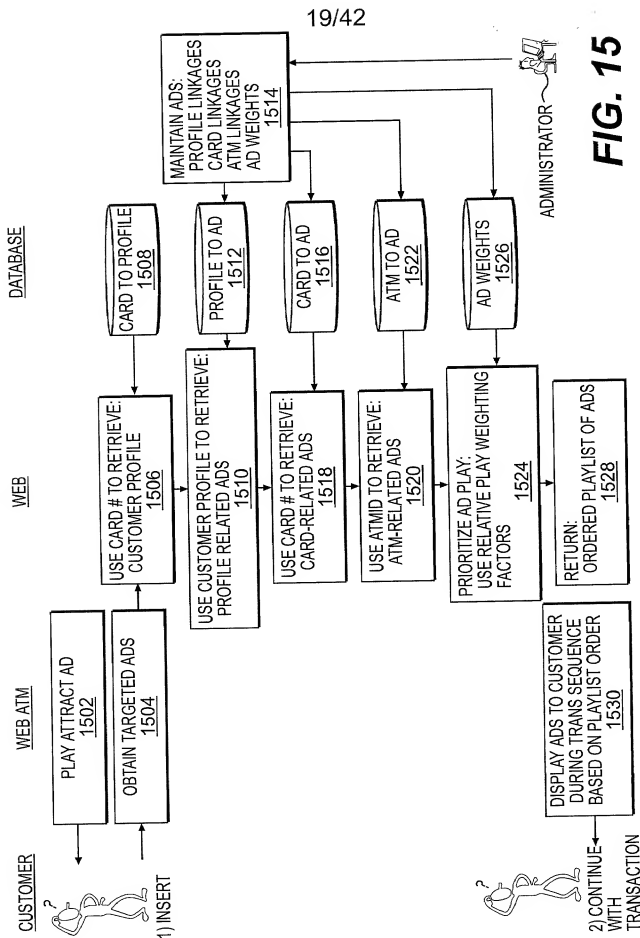 19/42
CUSTOMER
WEB ATM
WEB
DATABASE
PLAY ATTRACT AD
1502
?
1) INSERT
OBTAIN TARGETED ADS
1504
USE CARD # TO RETRIEVE:
CUSTOMER PROFILE
1506
CARD TO PROFILE
1508
USE CUSTOMER PROFILE TO RETRIEVE:
PROFILE RELATED ADS
1510
PROFILE TO AD
1512
MAINTAIN ADS:
PROFILE LINKAGES
CARD LINKAGES
ATM LINKAGES
AD WEIGHTS
1514
USE CARD # TO RETRIEVE:
CARD-RELATED ADS
1518
CARD TO AD
1516
USE ATMID TO RETRIEVE:
ATM-RELATED ADS
1520
ATM TO AD
1522
PRIORITIZE AD PLAY:
USE RELATIVE PLAY WEIGHTING
FACTORS
1524
AD WEIGHTS
1526
RETURN:
ORDERED PLAYLIST OF ADS
1528
DISPLAY ADS TO CUSTOMER
DURING TRANS SEQUENCE
BASED ON PLAYLIST ORDER
1530
?
2) CONTINUE
WITH
TRANSACTION
ADMINISTRATOR
FIG. 15